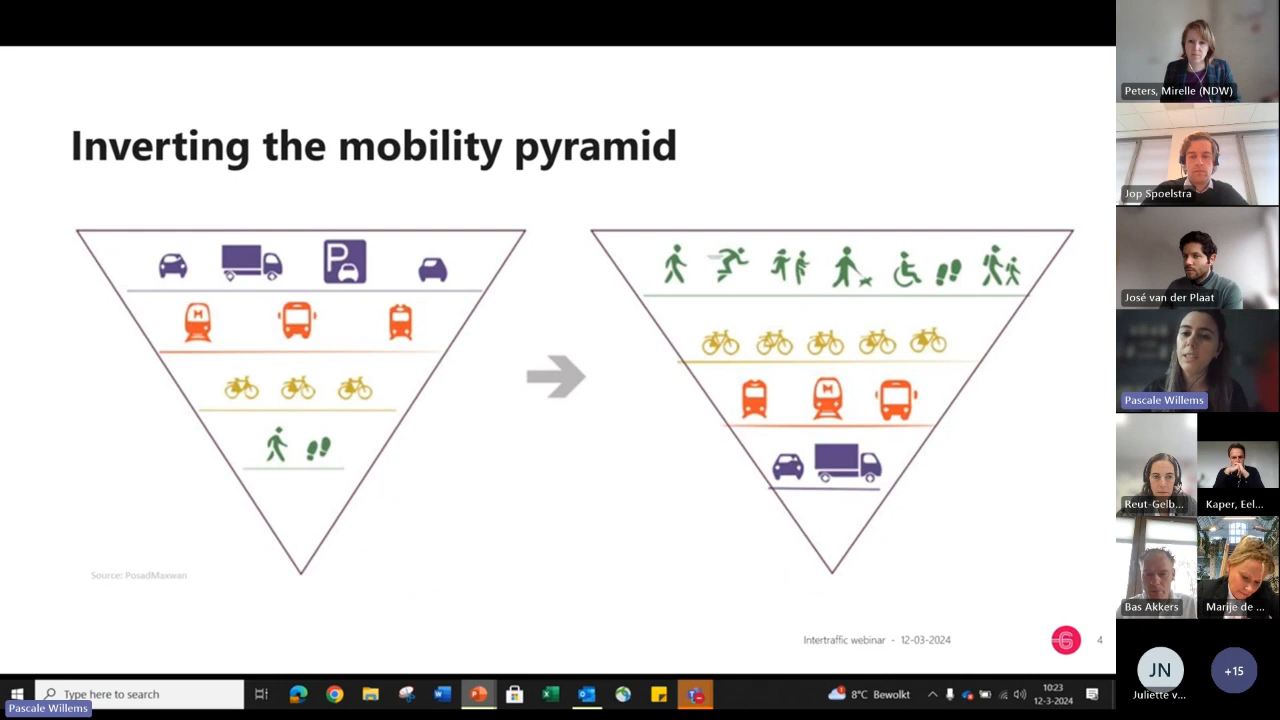 Inverting the mobility pyramid
P
M
M
Source: PosadMaxwan
Intertraffic webinar - 12-03-2024
6
4
Peters, Mirelle (NDW)
Jop Spoelstra
José van der Plaat
Pascale Willems
Reut-Gelb...
Kaper, Eel...
Bas Akkers
Marije de ...
JN
Juliette v...
+15
Type here to search
8°C Bewolkt
10:23
12-3-2024
Pascale Willems